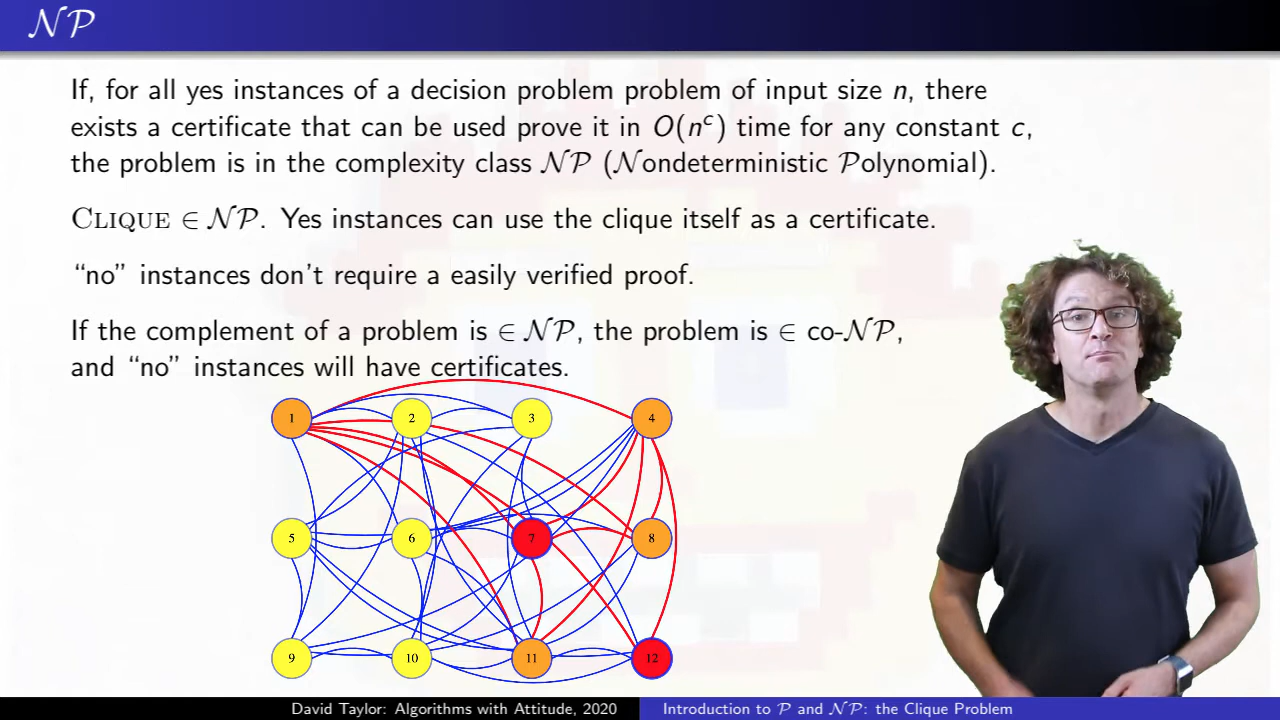 NP
If, for all yes instances of a decision problem problem of input size n, there
exists a certificate that can be used prove it in O(nᶜ) time for any constant c,
the problem is in the complexity class NP (Nondeterministic Polynomial).
CLIQUE ∈ NP. Yes instances can use the clique itself as a certificate.
“no” instances don’t require a easily verified proof.
If the complement of a problem is ∈ NP, the problem is ∈ co-NP,
and “no” instances will have certificates.
1 2 3 4
5 6 7 8
9 10 11 12
David Taylor: Algorithms with Attitude, 2020 Introduction to P and NP: the Clique Problem